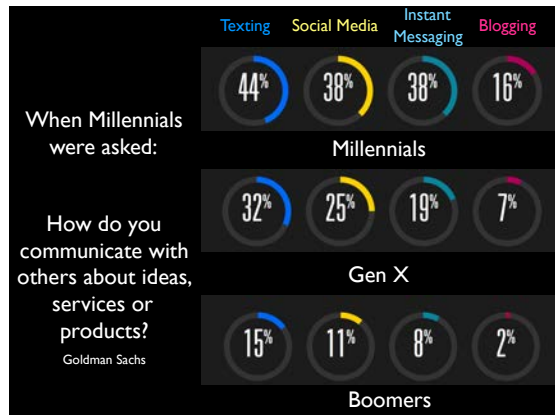 Texting Social Media Instant Messaging Blogging
44% 38% 38% 16%
Millennials
When Millennials
were asked:
32% 25% 19% 7%
Gen X
How do you
communicate with
others about ideas,
services or
products?
Goldman Sachs
15% 11% 8% 2%
Boomers